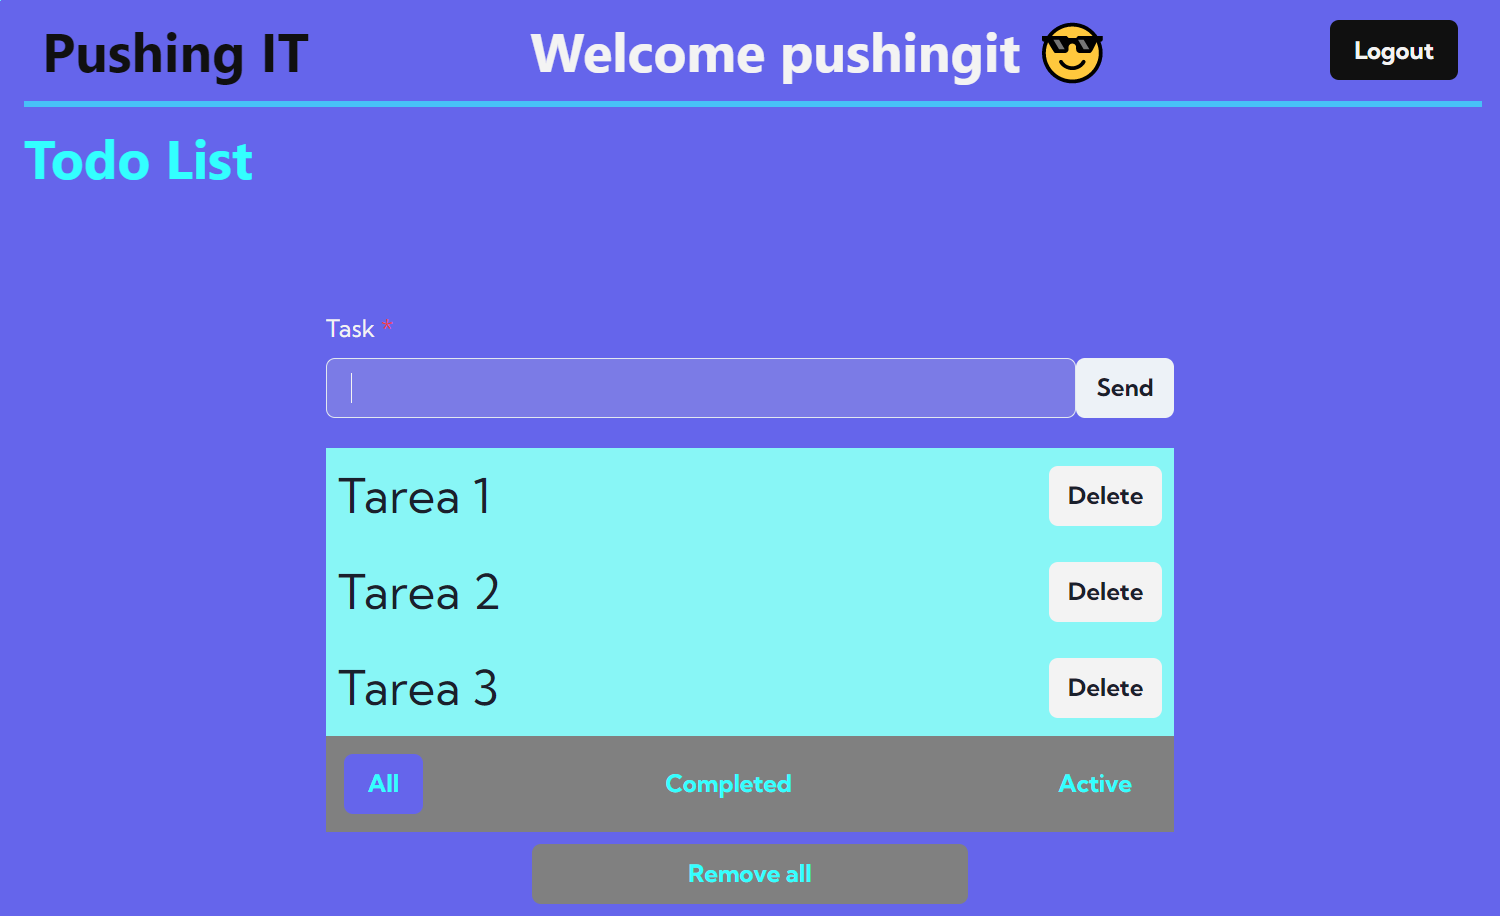 Pushing IT
Welcome pushingit 😎
Logout
Todo List
Task *
Send
Tarea 1
Delete
Tarea 2
Delete
Tarea 3
Delete
All
Completed
Active
Remove all